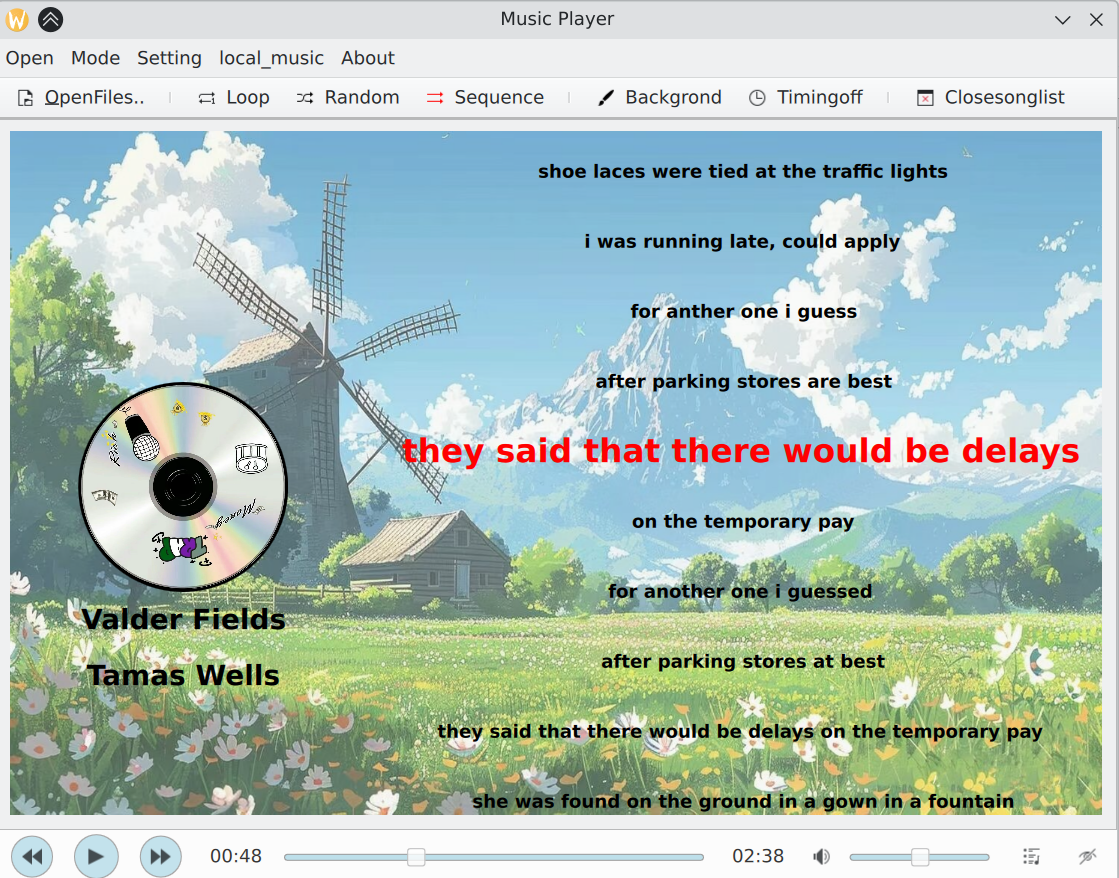 Music Player
Open Mode Setting local_music About
OpenFiles.. Loop Random Sequence Backgrond Timingoff Closesonglist
shoe laces were tied at the traffic lights
i was running late, could apply
for anther one i guess
after parking stores are best
they said that there would be delays
on the temporary pay
for another one i guessed
after parking stores at best
they said that there would be delays on the temporary pay
she was found on the ground in a gown in a fountain
Valder Fields
Tamas Wells
00:48 02:38